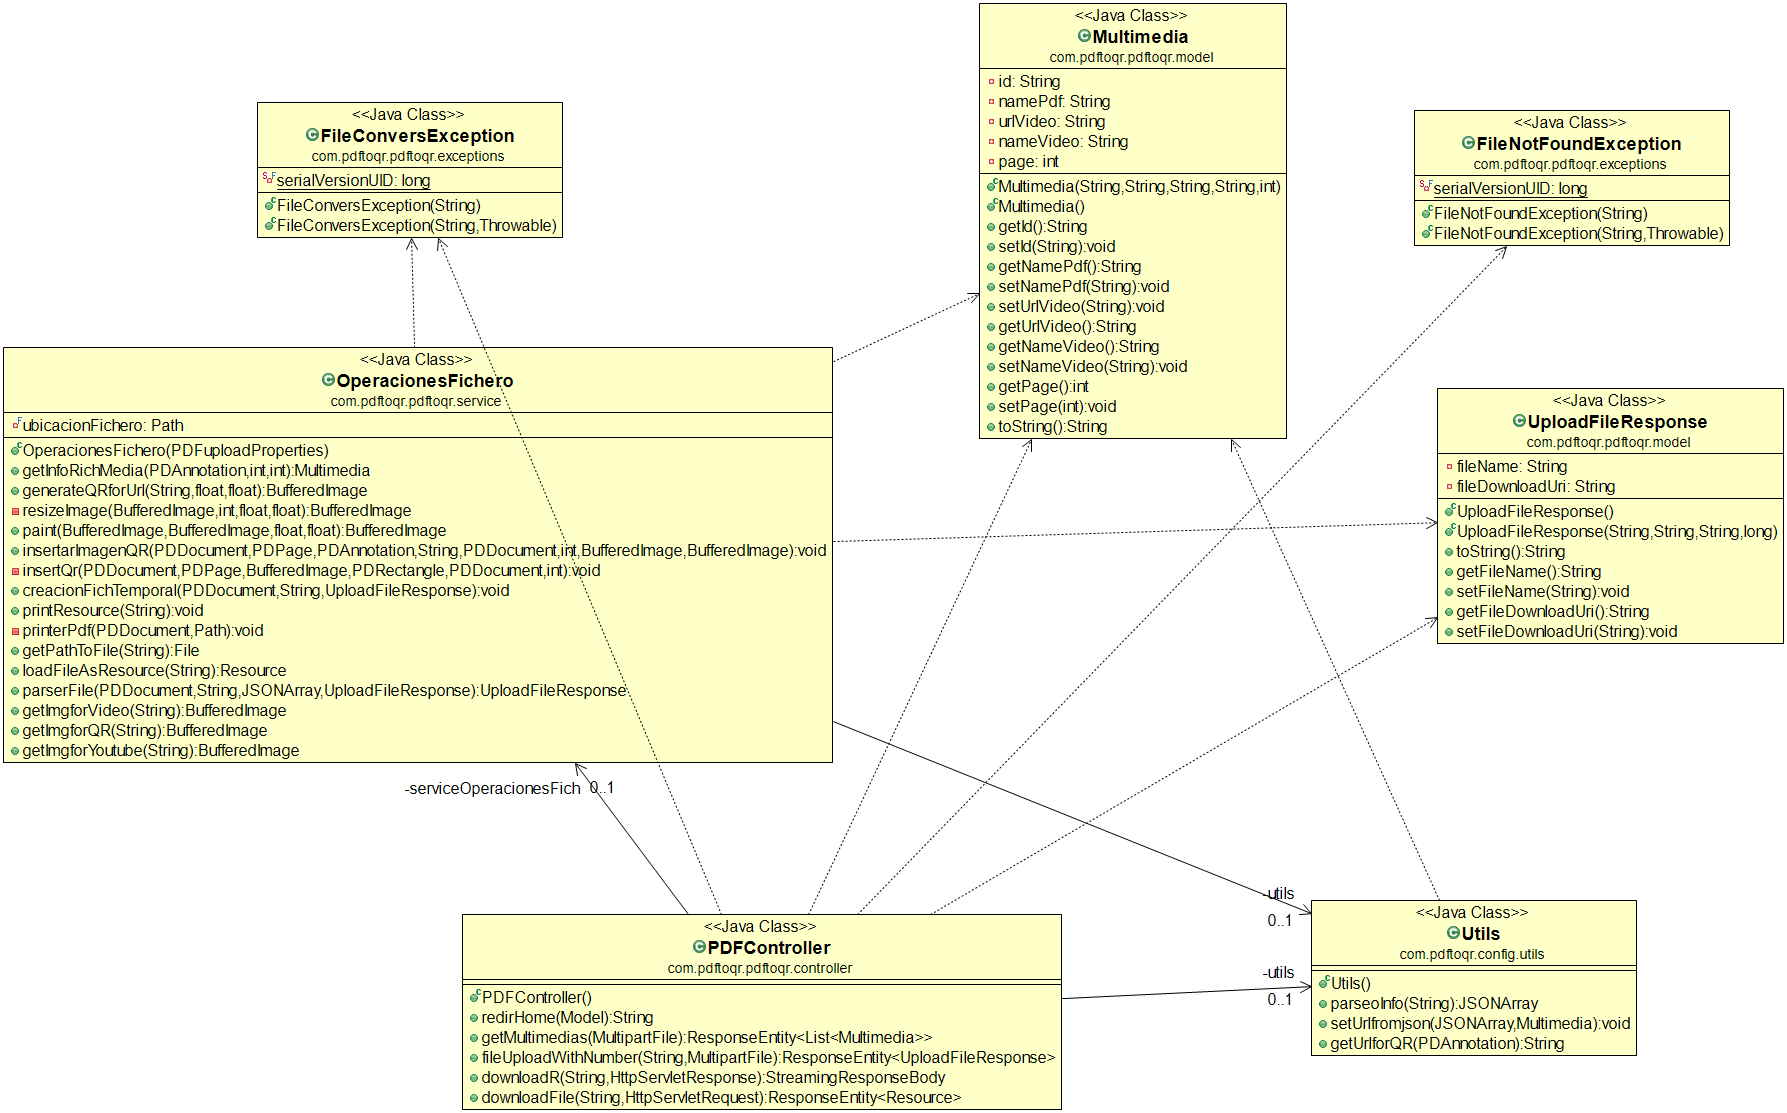 <<Java Class>>
Multimedia
com.pdftoqr.pdftoqr.model
id: String
namePdf: String
urlVideo: String
nameVideo: String
page: int
Multimedia(String,String,String,String,int)
Multimedia()
getId():String
setId(String):void
getNamePdf():String
setNamePdf(String):void
setUrlVideo(String):void
getUrlVideo():String
getNameVideo():String
setNameVideo(String):void
getPage():int
setPage(int):void
toString():String
<<Java Class>>
FileConversException
com.pdftoqr.pdftoqr.exceptions
serialVersionUID: long
FileConversException(String)
FileConversException(String,Throwable)
<<Java Class>>
FileNotFoundException
com.pdftoqr.pdftoqr.exceptions
serialVersionUID: long
FileNotFoundException(String)
FileNotFoundException(String,Throwable)
<<Java Class>>
OperacionesFichero
com.pdftoqr.pdftoqr.service
ubicacionFichero: Path
OperacionesFichero(PDFuploadProperties)
getInfoRichMedia(PDAnnotation,int,int):Multimedia
generateQRforUrl(String,float,float):BufferedImage
resizeImage(BufferedImage,int,float,float):BufferedImage
paint(BufferedImage,BufferedImage,float,float):BufferedImage
insertarImagenQR(PDDocument,PDPage,PDAnnotation,String,PDDocument,int,BufferedImage,BufferedImage):void
insertQr(PDDocument,PDPage,BufferedImage,PDRectangle,PDDocument,int):void
creacionFichTemporal(PDDocument,String,UploadFileResponse):void
printResource(String):void
printerPdf(PDDocument,Path):void
getPathToFile(String):File
loadFileAsResource(String):Resource
parserFile(PDDocument,String,JSONArray,UploadFileResponse):UploadFileResponse
getImgforVideo(String):BufferedImage
getImgforQR(String):BufferedImage
getImgforYoutube(String):BufferedImage
<<Java Class>>
UploadFileResponse
com.pdftoqr.pdftoqr.model
fileName: String
fileDownloadUri: String
UploadFileResponse()
UploadFileResponse(String,String,String,long)
toString():String
getFileName():String
setFileName(String):void
getFileDownloadUri():String
setFileDownloadUri(String):void
-serviceOperacionesFich 0..1
-utils
0..1
-utils
0..1
<<Java Class>>
PDFController
com.pdftoqr.pdftoqr.controller
PDFController()
redirHome(Model):String
getMultimedias(MultipartFile):ResponseEntity<List<Multimedia>>
fileUploadWithNumber(String,MultipartFile):ResponseEntity<UploadFileResponse>
downloadR(String,HttpServletResponse):StreamingResponseBody
downloadFile(String,HttpServletRequest):ResponseEntity<Resource>
<<Java Class>>
Utils
com.pdftoqr.config.utils
Utils()
parseoInfo(String):JSONArray
setUrlfromjson(JSONArray,Multimedia):void
getUrlforQR(PDAnnotation):String